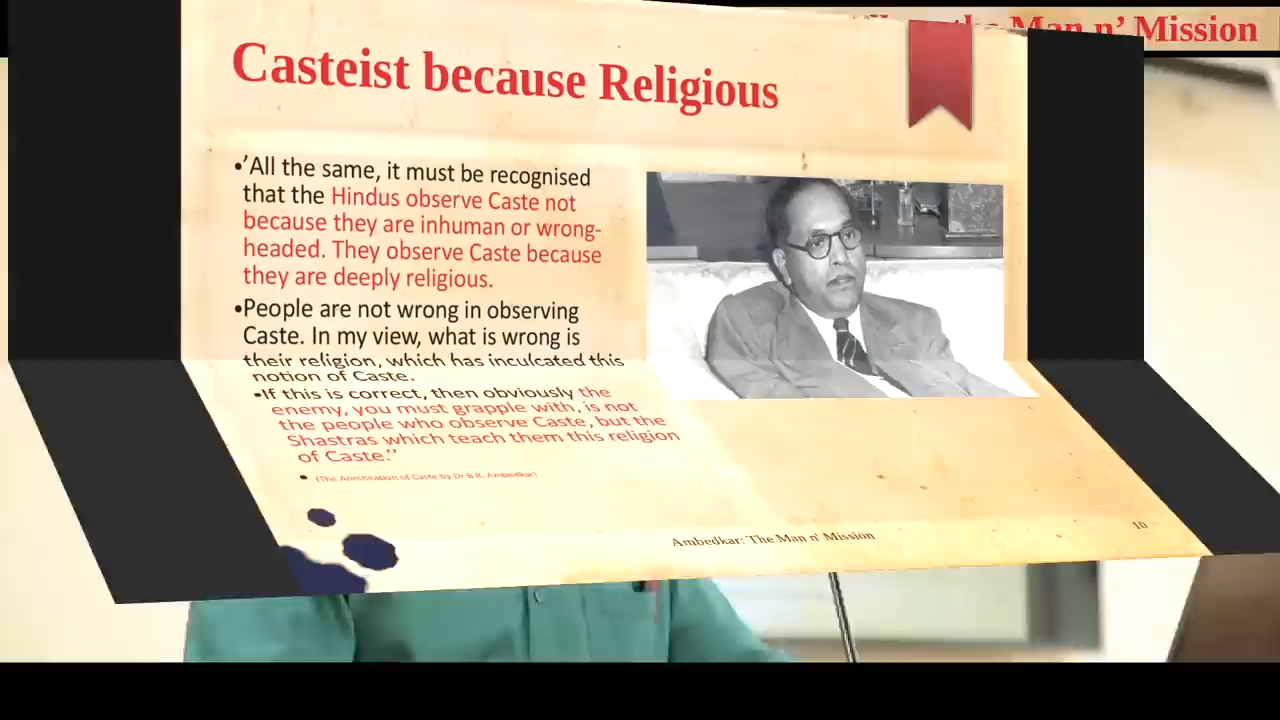 the Man n' Mission
Casteist because Religious
•’All the same, it must be recognised
that the Hindus observe Caste not
because they are inhuman or wrong-
headed. They observe Caste because
they are deeply religious.
•People are not wrong in observing
Caste. In my view, what is wrong is
their religion, which has inculcated this
notion of Caste.
•If this is correct, then obviously the
enemy, you must grapple with, is not
the people who observe Caste, but the
Shastras which teach them this religion
of Caste.”
• (The Annihilation of Caste by Dr B.R. Ambedkar)
Ambedkar: The Man n' Mission
10